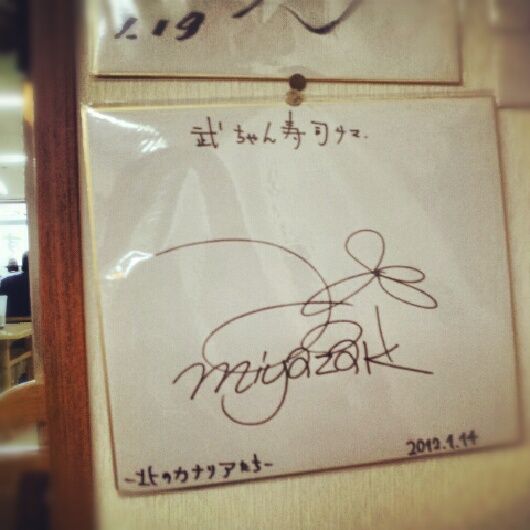 1.19
武ちゃん寿司サマ.
miyazaki
-北のカナリアたち-
2012.1.14